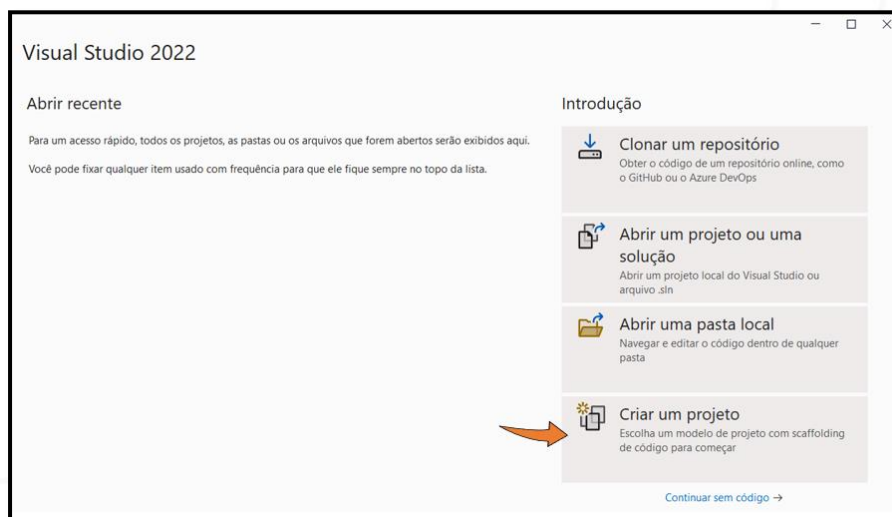 Visual Studio 2022
Abrir recente
Para um acesso rápido, todos os projetos, as pastas ou os arquivos que forem abertos serão exibidos aqui.
Você pode fixar qualquer item usado com frequência para que ele fique sempre no topo da lista.
Introdução
Clonar um repositório
Obter o código de um repositório online, como
o GitHub ou o Azure DevOps
Abrir um projeto ou uma
solução
Abrir um projeto local do Visual Studio ou
arquivo .sln
Abrir uma pasta local
Navegar e editar o código dentro de qualquer
pasta
Criar um projeto
Escolha um modelo de projeto com scaffolding
de código para começar
Continuar sem código →